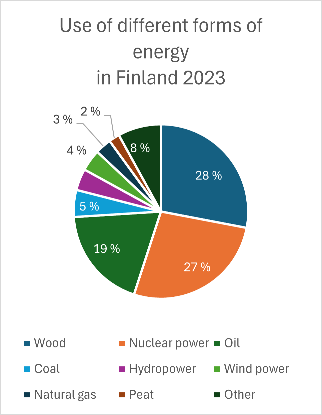 Use of different forms of
energy
in Finland 2023
2 %
3 %
8 %
4 %
28 %
5 %
19 %
27 %
Wood
Nuclear power
Oil
Coal
Hydropower
Wind power
Natural gas
Peat
Other